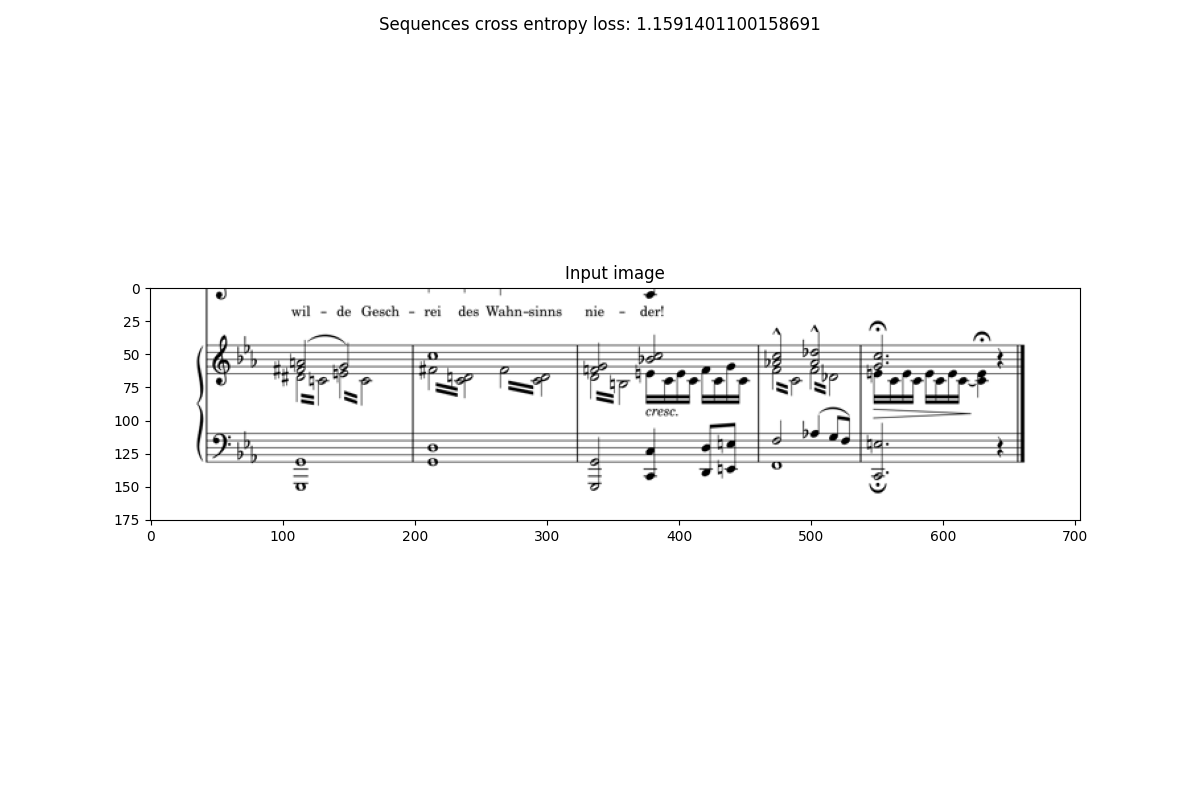 Sequences cross entropy loss: 1.1591401100158691
Input image
0
wil - de Gesch - rei des Wahn-sinns nie - der!
25
50
75
cresc.
100
125
150
175
0 100 200 300 400 500 600 700